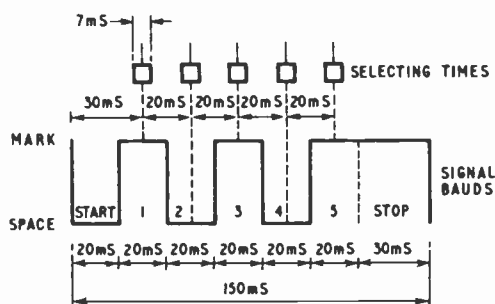 7mS
SELECTING TIMES
30mS 20mS 20mS 20mS 20mS
MARK
SIGNAL
BAUDS
START 1 2 3 4 5 STOP
SPACE
20mS 20mS 20mS 20mS 20mS 20mS 30mS
150mS